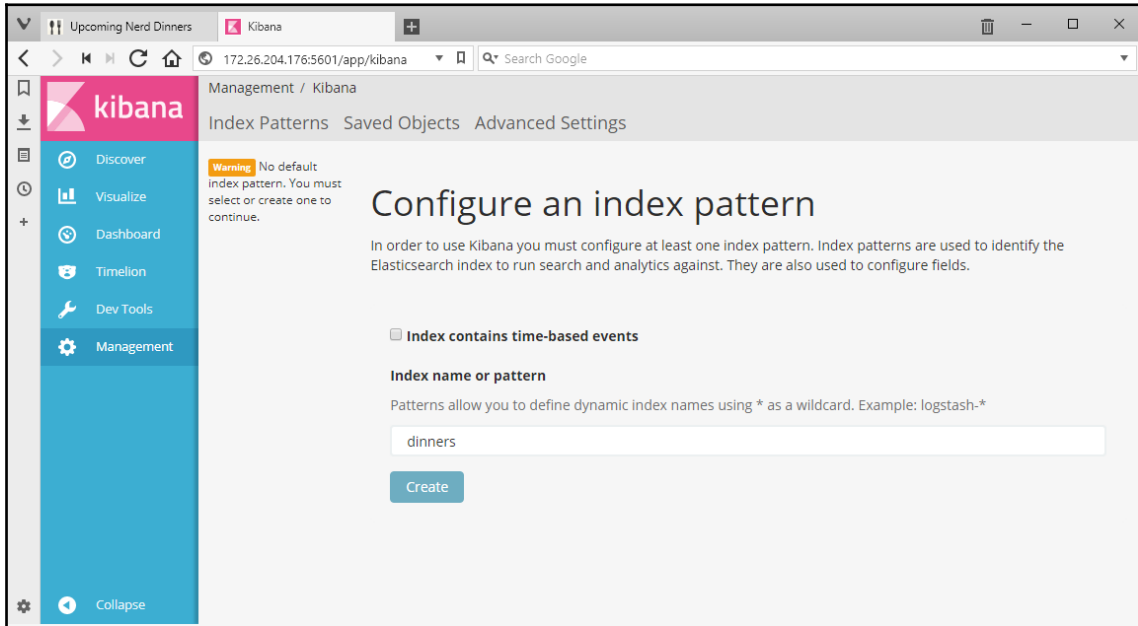 Upcoming Nerd Dinners
Kibana
172.26.204.176:5601/app/kibana
Search Google
kibana
Discover
Visualize
Dashboard
Timelion
Dev Tools
Management
Collapse
Management / Kibana
Index Patterns Saved Objects Advanced Settings
Warning No default
index pattern. You must
select or create one to
continue.
Configure an index pattern
In order to use Kibana you must configure at least one index pattern. Index patterns are used to identify the
Elasticsearch index to run search and analytics against. They are also used to configure fields.
Index contains time-based events
Index name or pattern
Patterns allow you to define dynamic index names using * as a wildcard. Example: logstash-*
dinners
Create